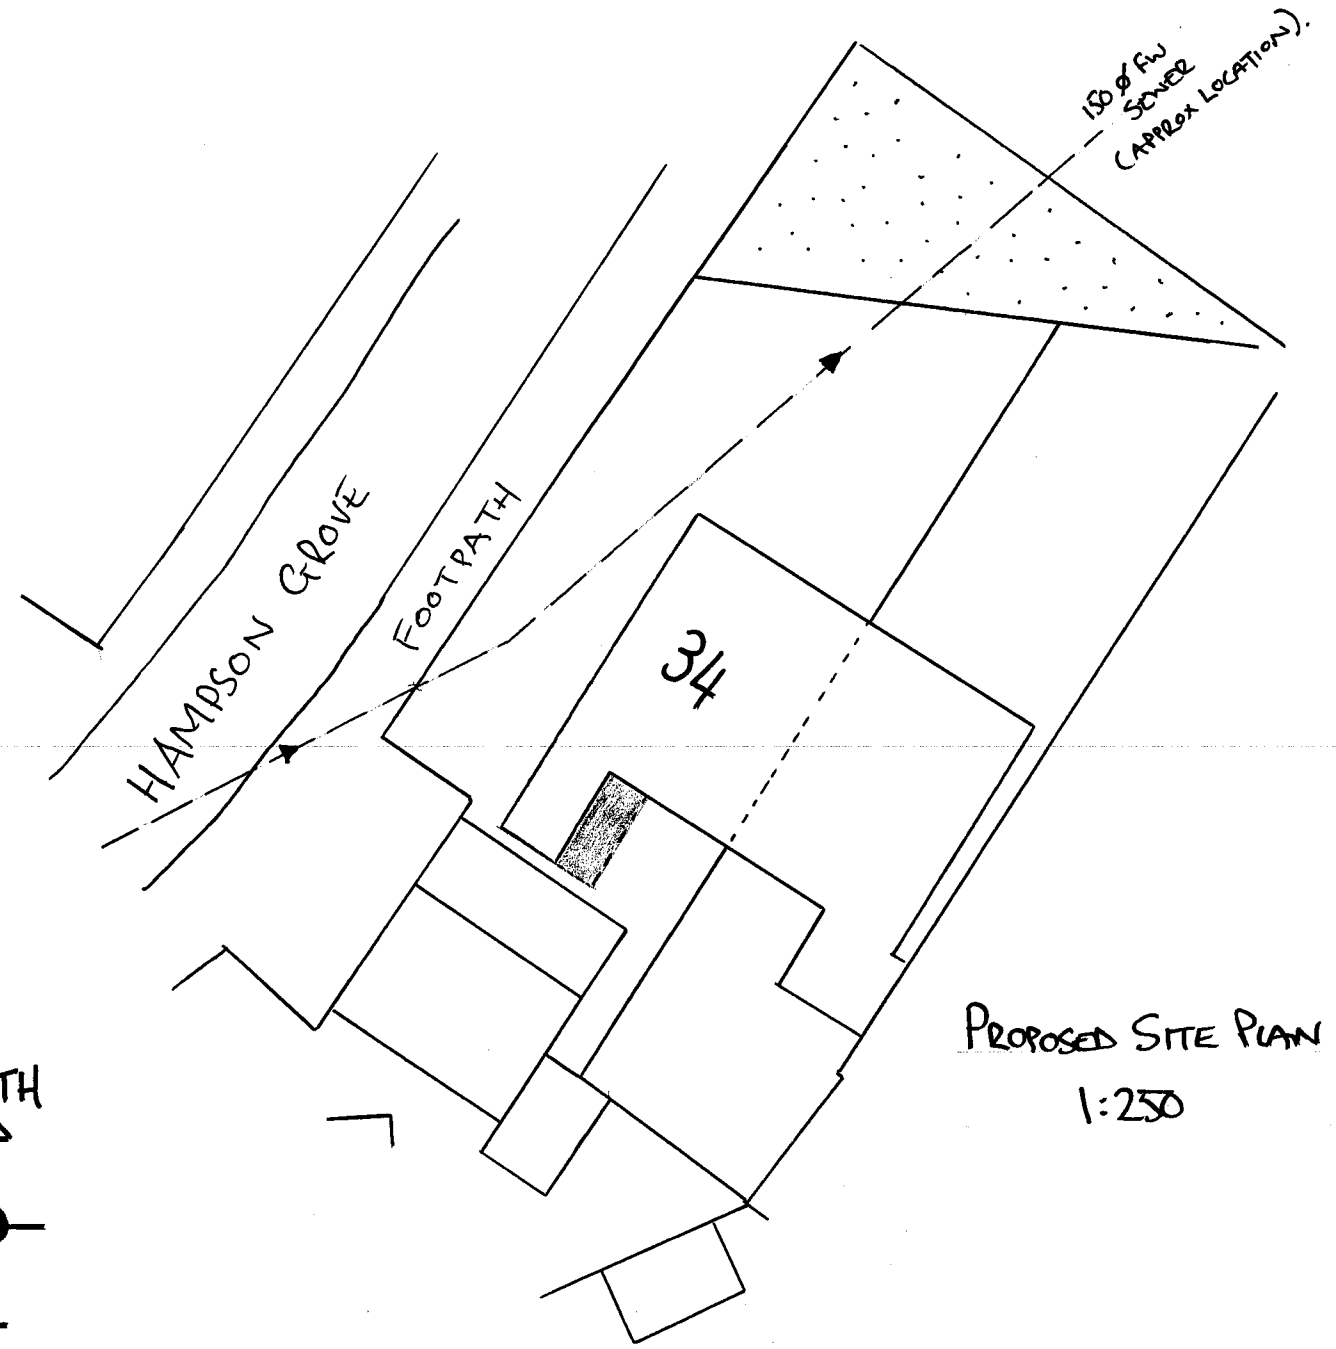 150 Ø FW
SEWER
(APPROX LOCATION).
HAMPSON GROVE
FOOTPATH
34
PROPOSED SITE PLAN
1:250
TH